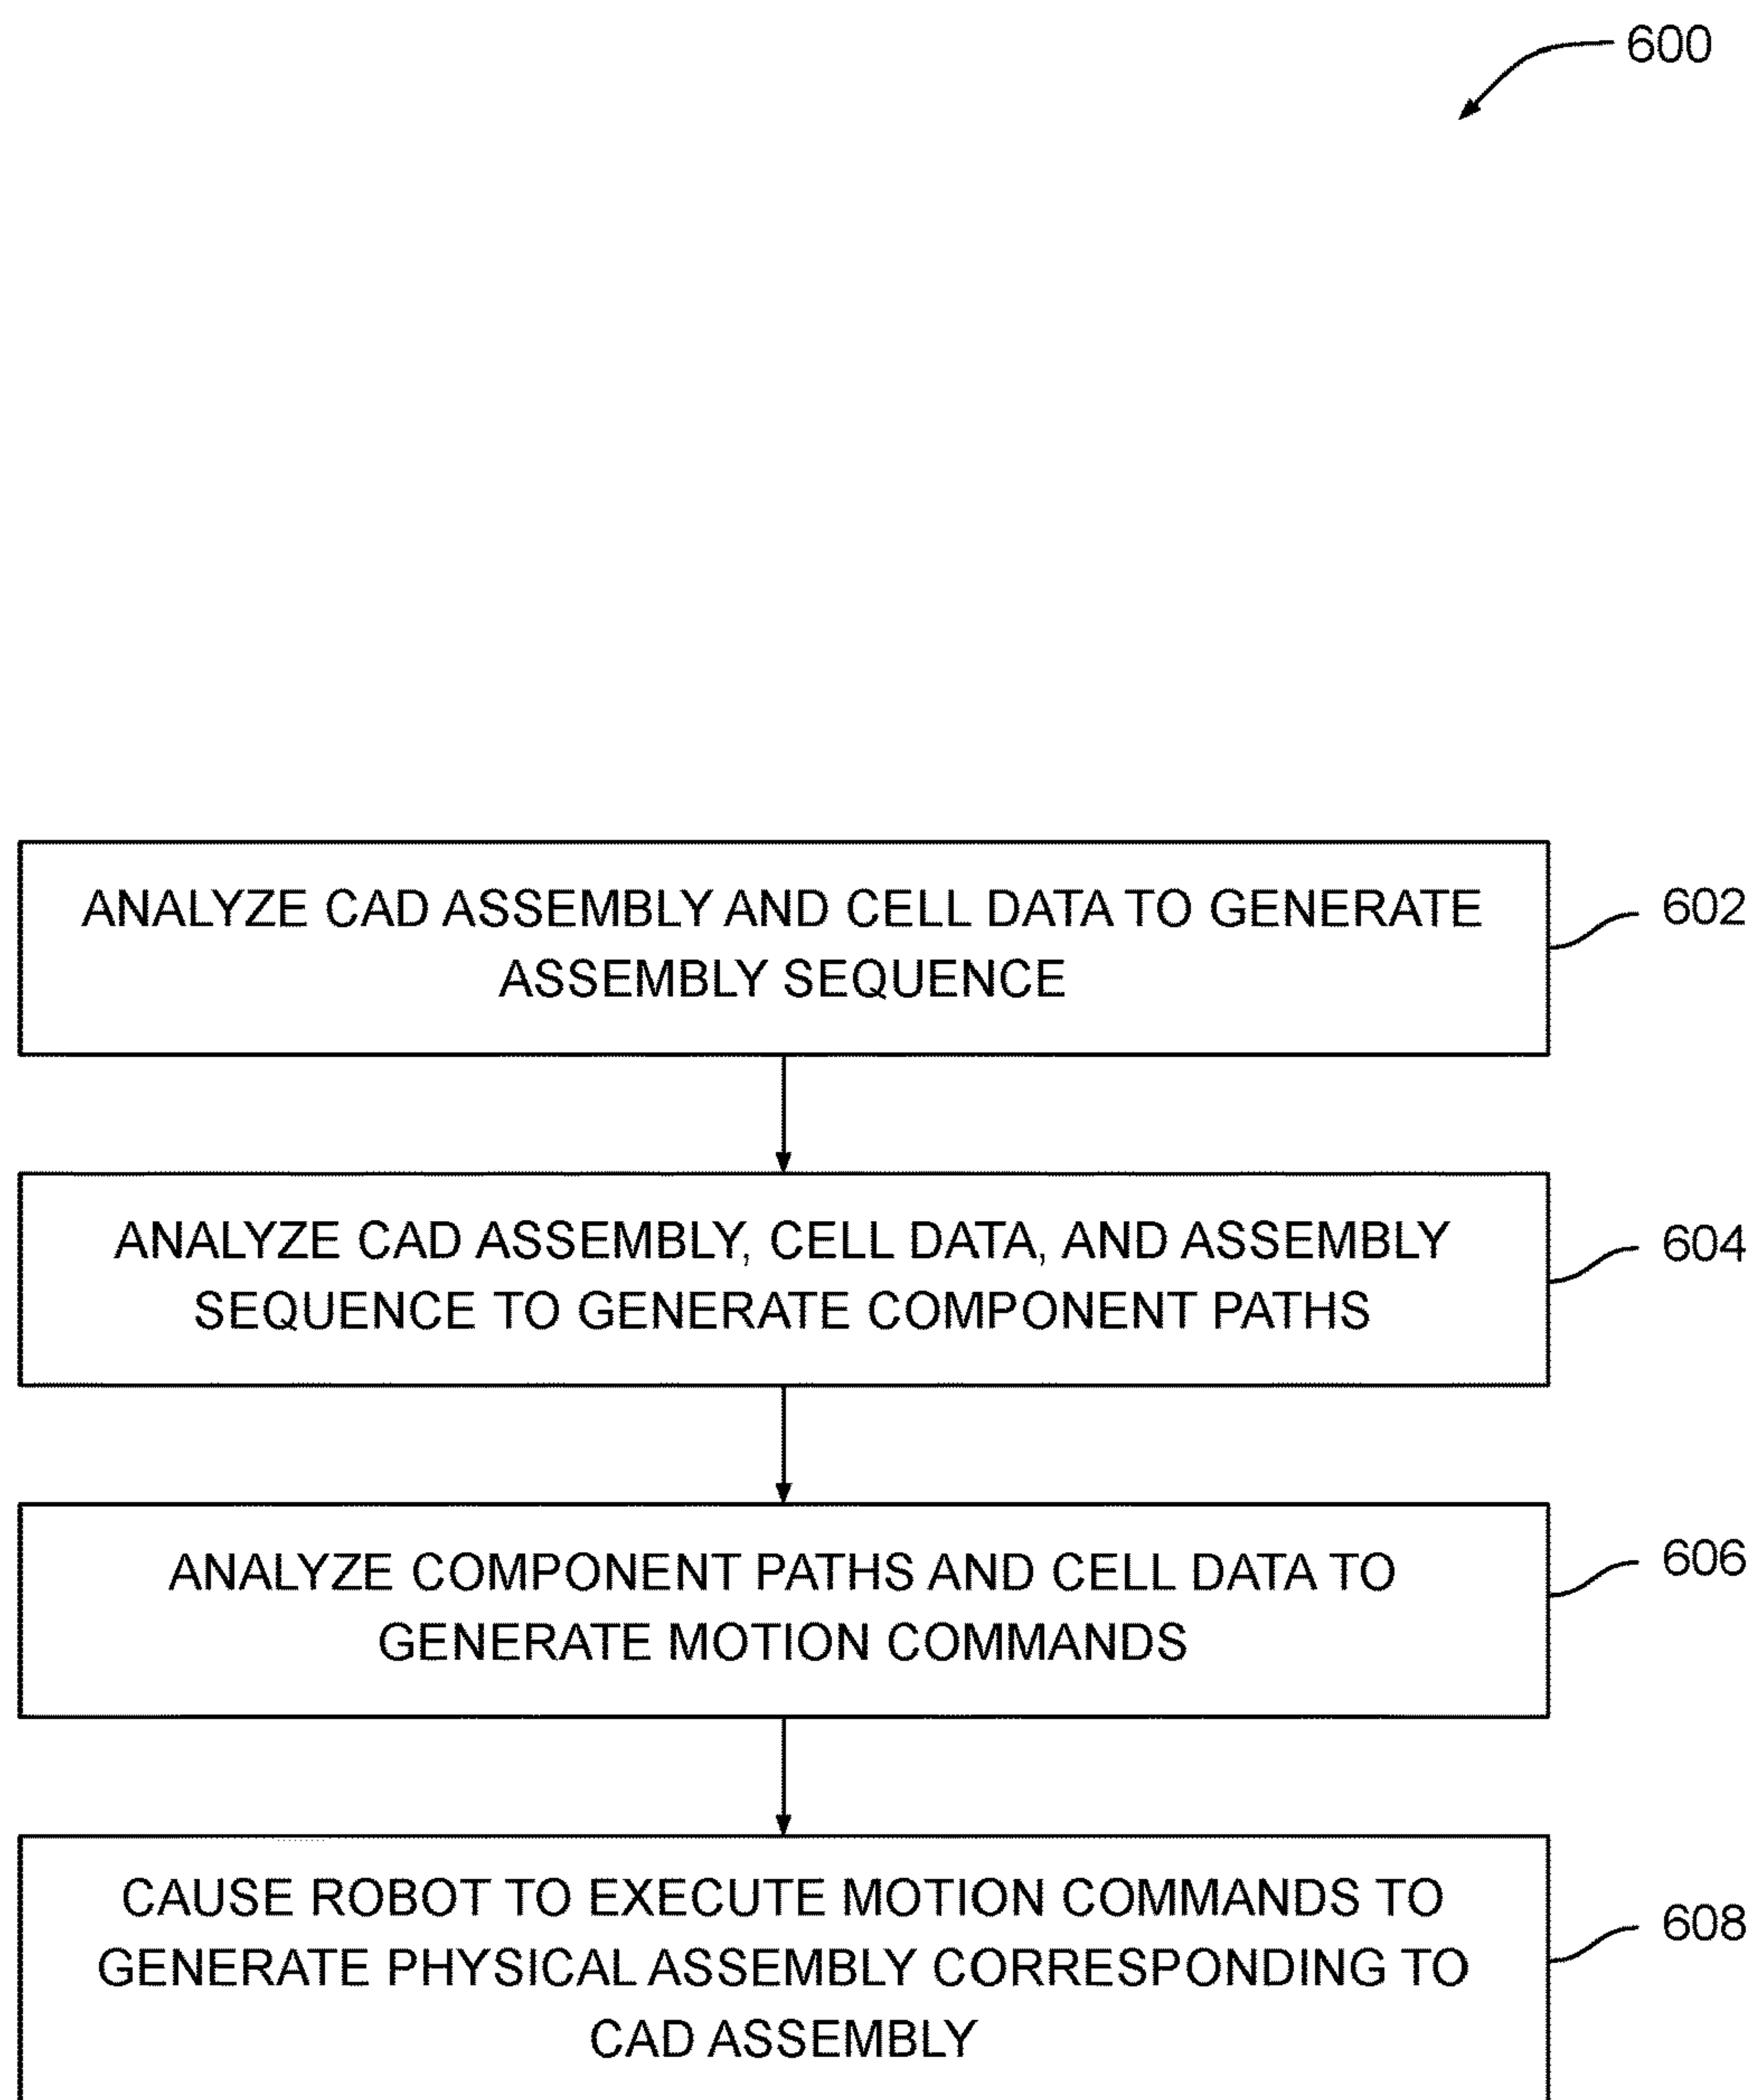 600
ANALYZE CAD ASSEMBLY AND CELL DATA TO GENERATE
ASSEMBLY SEQUENCE
602
ANALYZE CAD ASSEMBLY, CELL DATA, AND ASSEMBLY
SEQUENCE TO GENERATE COMPONENT PATHS
604
ANALYZE COMPONENT PATHS AND CELL DATA TO
GENERATE MOTION COMMANDS
606
CAUSE ROBOT TO EXECUTE MOTION COMMANDS TO
GENERATE PHYSICAL ASSEMBLY CORRESPONDING TO
CAD ASSEMBLY
608